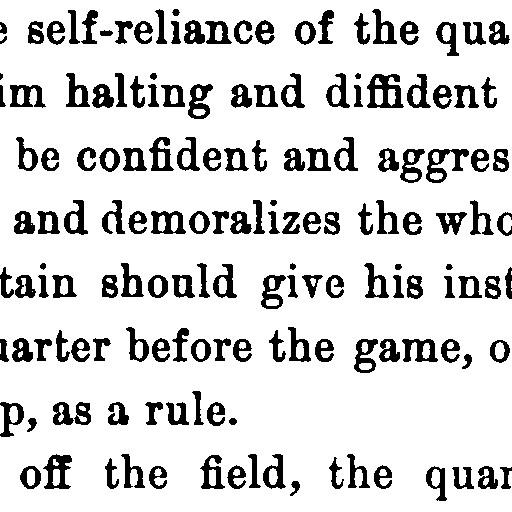 self-reliance of the qua
im halting and diffident
be confident and aggres
and demoralizes the who
tain should give his inst
uarter before the game, o
p, as a rule.
off the field, the quar